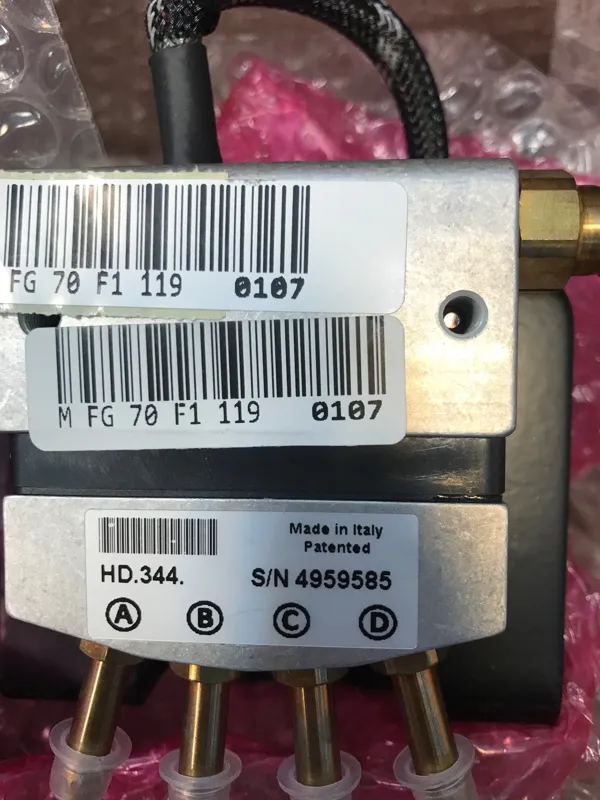 FG 70 F1 119 0107
M FG 70 F1 119 0107
Made in Italy
Patented
HD.344. S/N 4959585
A B C D